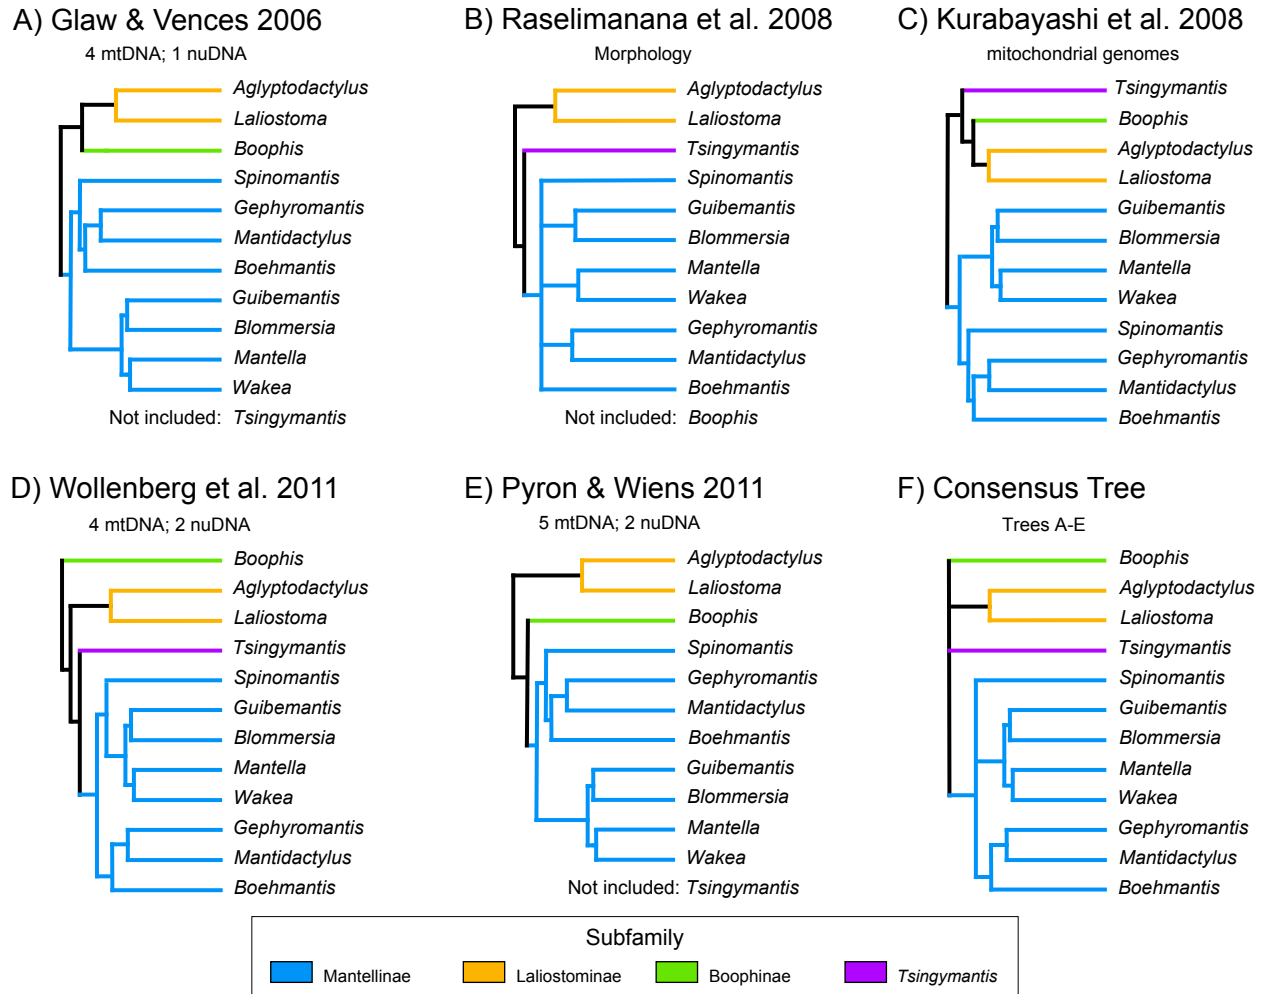 A) Glaw & Vences 2006
4 mtDNA; 1 nuDNA
Aglyptodactylus
Laliostoma
Boophis
Spinomantis
Gephyromantis
Mantidactylus
Boehmantis
Guibemantis
Blommersia
Mantella
Wakea
Not included: Tsingymantis
B) Raselimanana et al. 2008
Morphology
Aglyptodactylus
Laliostoma
Tsingymantis
Spinomantis
Guibemantis
Blommersia
Mantella
Wakea
Gephyromantis
Mantidactylus
Boehmantis
Not included: Boophis
C) Kurabayashi et al. 2008
mitochondrial genomes
Tsingymantis
Boophis
Aglyptodactylus
Laliostoma
Guibemantis
Blommersia
Mantella
Wakea
Spinomantis
Gephyromantis
Mantidactylus
Boehmantis
D) Wollenberg et al. 2011
4 mtDNA; 2 nuDNA
Boophis
Aglyptodactylus
Laliostoma
Tsingymantis
Spinomantis
Guibemantis
Blommersia
Mantella
Wakea
Gephyromantis
Mantidactylus
Boehmantis
E) Pyron & Wiens 2011
5 mtDNA; 2 nuDNA
Aglyptodactylus
Laliostoma
Boophis
Spinomantis
Gephyromantis
Mantidactylus
Boehmantis
Guibemantis
Blommersia
Mantella
Wakea
Not included: Tsingymantis
F) Consensus Tree
Trees A-E
Boophis
Aglyptodactylus
Laliostoma
Tsingymantis
Spinomantis
Guibemantis
Blommersia
Mantella
Wakea
Gephyromantis
Mantidactylus
Boehmantis
Subfamily
Mantellinae
Laliostominae
Boophinae
Tsingymantis